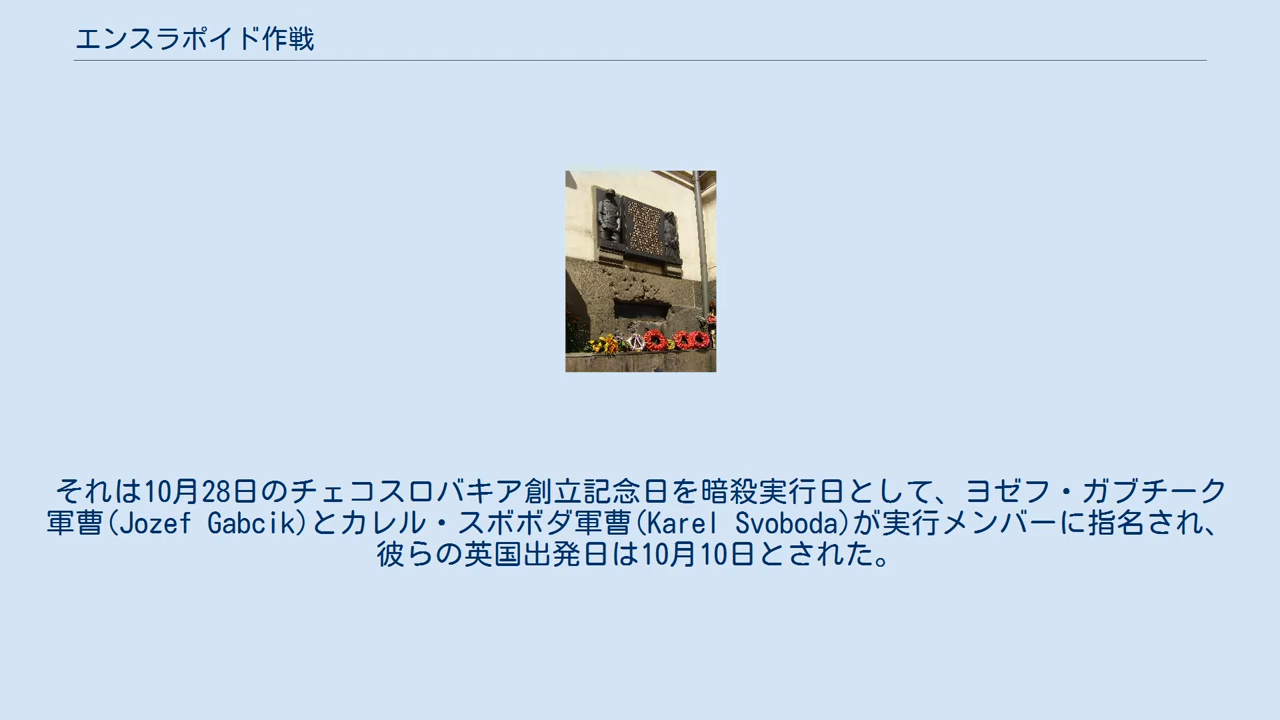 エンスラポイド作戦
それは10月28日のチェコスロバキア創立記念日を暗殺実行日として、ヨゼフ・ガブチーク
軍曹(Jozef Gabcik)とカレル・スボボダ軍曹(Karel Svoboda)が実行メンバーに指名され、
彼らの英国出発日は10月10日とされた。